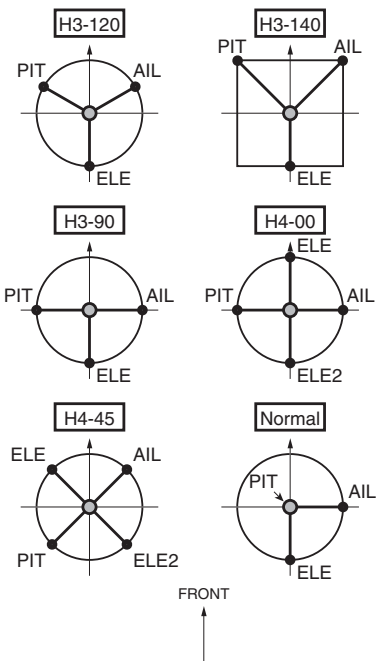 H3-120
H3-140
PIT
AIL
PIT
AIL
ELE
ELE
H3-90
H4-00
ELE
PIT
AIL
PIT
AIL
ELE
ELE2
H4-45
Normal
ELE
AIL
PIT
AIL
PIT
ELE2
ELE
FRONT